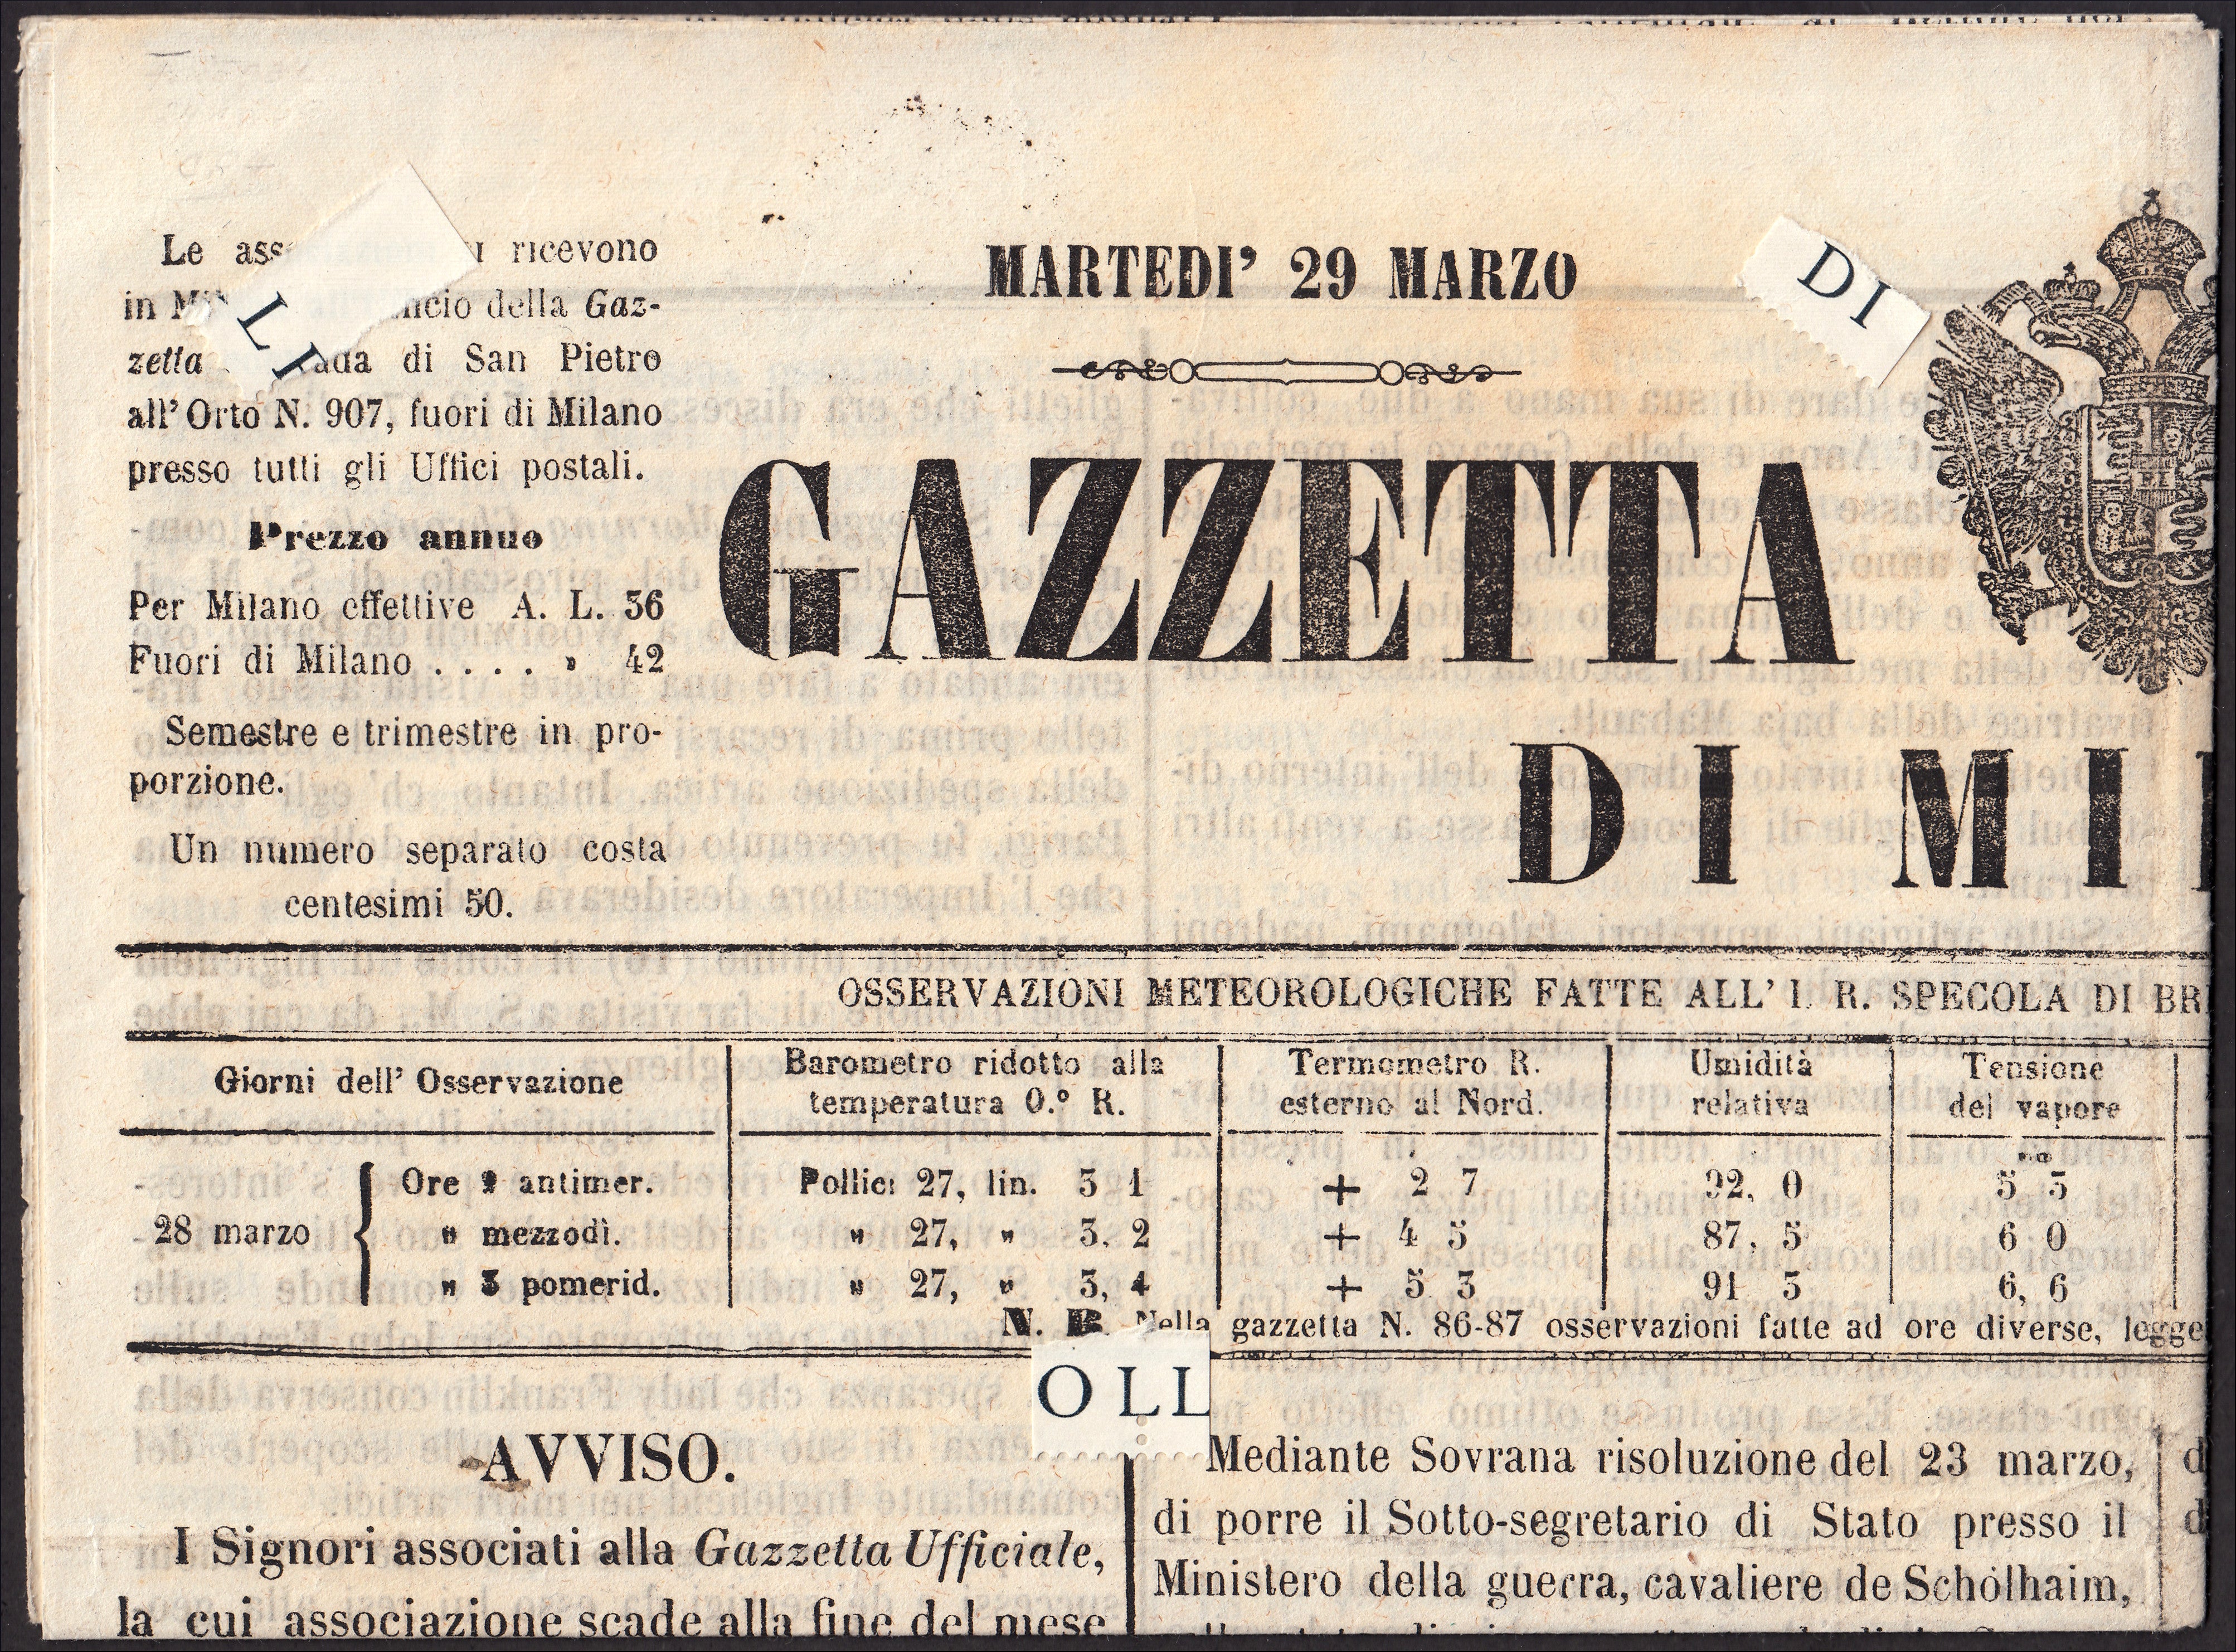 Le ass ricevono
in della Gaz-
zetta di San Pietro
all' Orto N. 907, fuori di Milano
presso tutti gli Uffici postali.
Prezzo annuo
Per Milano effettive A. L. 36
Fuori di Milano . . . . » 42
Semestre e trimestre in pro-
porzione.
Un numero separato costa
centesimi 50.
LI
MARTEDI' 29 MARZO
DI
GAZZETTA
DI MI
OSSERVAZIONI METEOROLOGICHE FATTE ALL' I. R. SPECOLA DI BR
Giorni dell' Osservazione
Barometro ridotto alla
temperatura 0.° R.
Termometro R.
esterno al Nord.
Umidità
relativa
Tensione
del vapore
28 marzo
Ore 9 antimer. Pollici 27, lin. 3 1 + 2 7 92, 0 5 5
" mezzodì. " 27, " 3. 2 + 4 5 87, 5 6 0
" 3 pomerid. " 27, " 3, 4 + 5 3 91 3 6, 6
N. B. Nella gazzetta N. 86-87 osservazioni fatte ad ore diverse, legge
OLL
AVVISO.
I Signori associati alla Gazzetta Ufficiale,
la cui associazione scade alla fine del mese
Mediante Sovrana risoluzione del 23 marzo,
di porre il Sotto-segretario di Stato presso il
Ministero della guerra, cavaliere de Schölhaim,